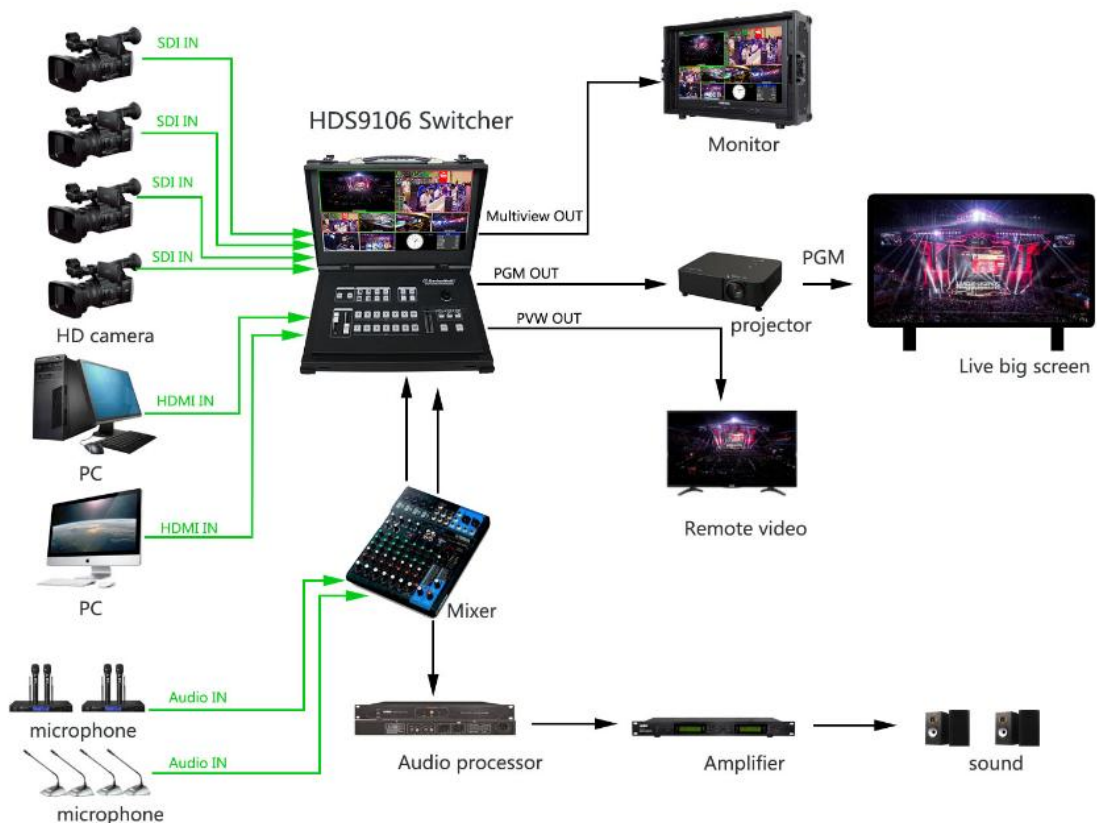 SDI IN
HDS9106 Switcher
SDI IN
Monitor
SDI IN
Multiview OUT
SDI IN
PGM OUT
PGM
HD camera
projector
PVW OUT
Live big screen
HDMI IN
PC
HDMI IN
Remote video
PC
Mixer
Audio IN
microphone
Audio IN
Audio processor
Amplifier
sound
microphone